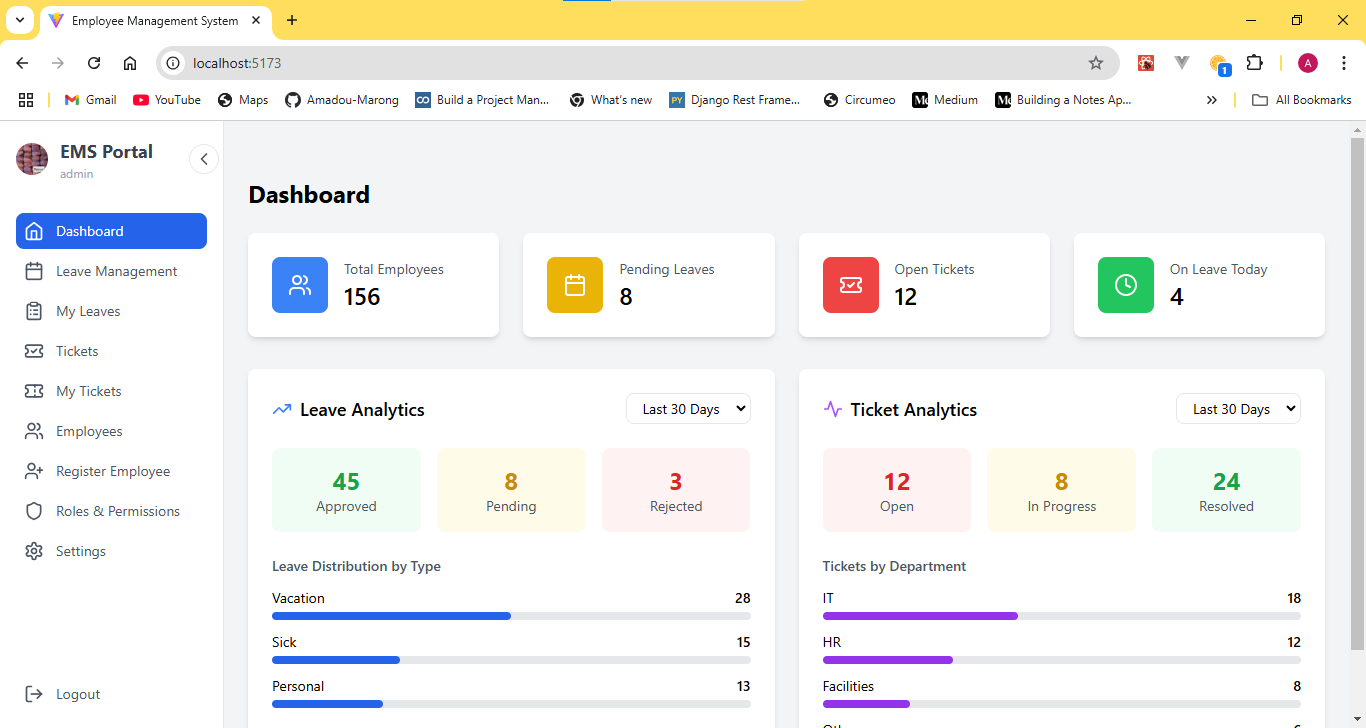 Employee Management System
localhost:5173
1
A
Gmail
YouTube
Maps
Amadou-Marong
Build a Project Man...
What's new
PY
Django Rest Frame...
Circumeo
Medium
Building a Notes Ap...
All Bookmarks
EMS Portal
admin
Dashboard
Leave Management
My Leaves
Tickets
My Tickets
Employees
Register Employee
Roles & Permissions
Settings
Logout
Dashboard
Total Employees
156
Pending Leaves
8
Open Tickets
12
On Leave Today
4
Leave Analytics
Last 30 Days
45
Approved
8
Pending
3
Rejected
Leave Distribution by Type
Vacation 28
Sick 15
Personal 13
Ticket Analytics
Last 30 Days
12
Open
8
In Progress
24
Resolved
Tickets by Department
IT 18
HR 12
Facilities 8